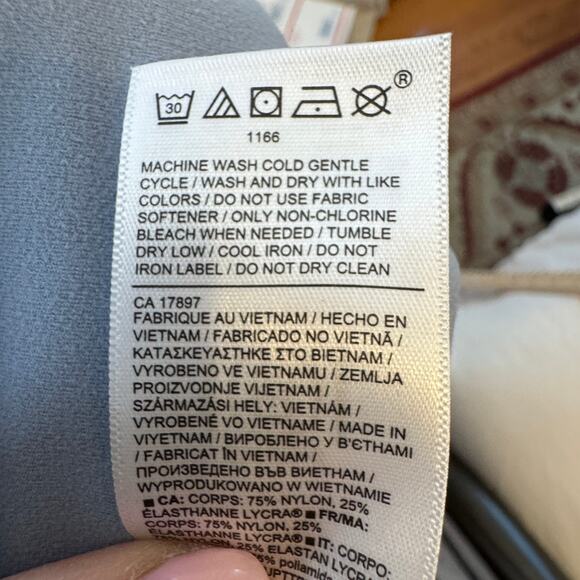 30 ®
1166
MACHINE WASH COLD GENTLE
CYCLE / WASH AND DRY WITH LIKE
COLORS / DO NOT USE FABRIC
SOFTENER / ONLY NON-CHLORINE
BLEACH WHEN NEEDED / TUMBLE
DRY LOW / COOL IRON / DO NOT
IRON LABEL / DO NOT DRY CLEAN
CA 17897
FABRIQUE AU VIETNAM / HECHO EN
VIETNAM / FABRICADO NO VIETNÃ /
ΚΑΤΑΣΚΕΥΑΣΤΗΚΕ ΣΤΟ ΒΙΕΤΝΑΜ /
VYROBENO VE VIETNAMU / ZEMLJA
PROIZVODNJE VIJETNAM /
SZÁRMAZÁSI HELY: VIETNÁM /
VYROBENÉ VO VIETNAME / MADE IN
VIYETNAM / ВИРОБЛЕНО У В'ЄТНАМІ
/ FABRICAT ÎN VIETNAM /
ПРОИЗВЕДЕНО ВЪВ ВИЕТНАМ /
WYPRODUKOWANO W WIETNAMIE
■ CA: CORPS: 75% NYLON, 25%
ÉLASTHANNE LYCRA® ■ FR/MA:
CORPS: 75% NYLON, 25%
ÉLASTHANNE LYCRA® ■ IT: CORPO:
25% ELASTAN LYCRA
poliamid